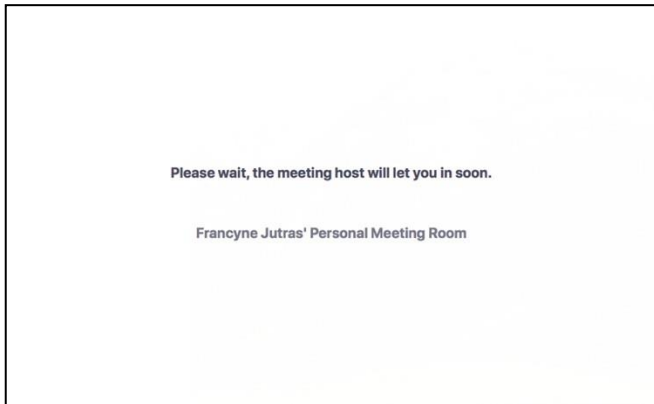 Please wait, the meeting host will let you in soon.
Francyne Jutras' Personal Meeting Room